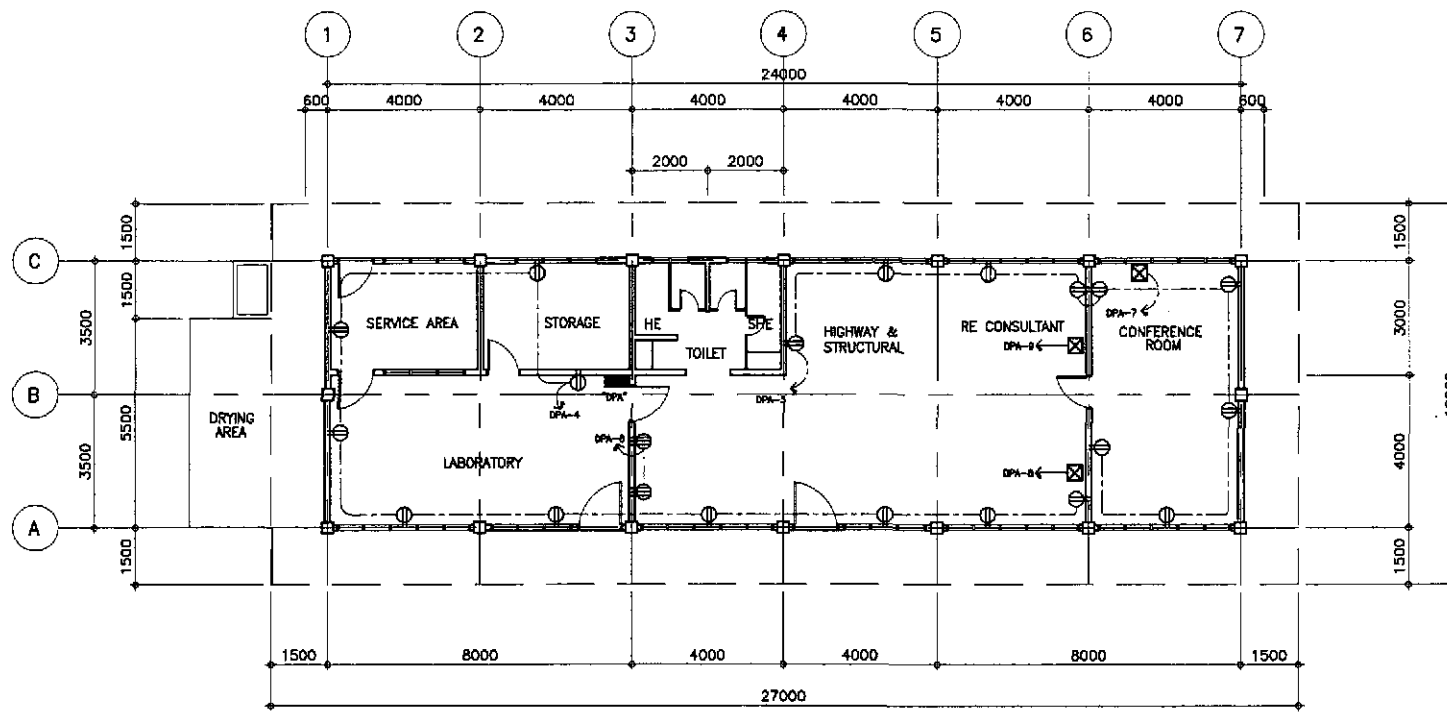 1 2 3 4 5 6 7
24000
600 4000 4000 4000 4000 4000 4000 600
2000 2000
1500 1500
C
1500 3500 3000
SERVICE AREA STORAGE HE SHE TOILET HIGHWAY &
STRUCTURAL RE CONSULTANT CONFERENCE
ROOM
DPA-7
DPA-9
B
DRYING
AREA
5500 3500 4000
DPA-4 "DPA" DPA-5
DPA-6
LABORATORY
DPA-8
A
1500 1500
1500 8000 4000 4000 8000 1500
27000